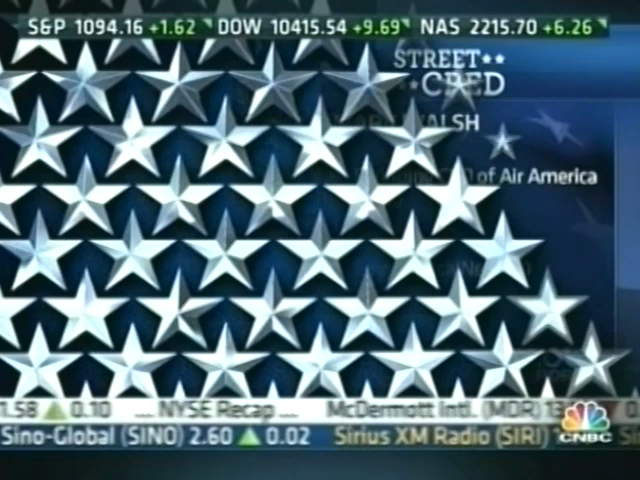 S&P 1094.16 +1.62 DOW 10415.54 +9.69 NAS 2215.70 +6.26
STREET
CRED
WALSH
of Air America
1.58 0.10 ... NYSE Recap ... McDermott Intl. (MDR) 13
Sino-Global (SINO) 2.60 0.02 Sirius XM Radio (SIRI)
CNBC